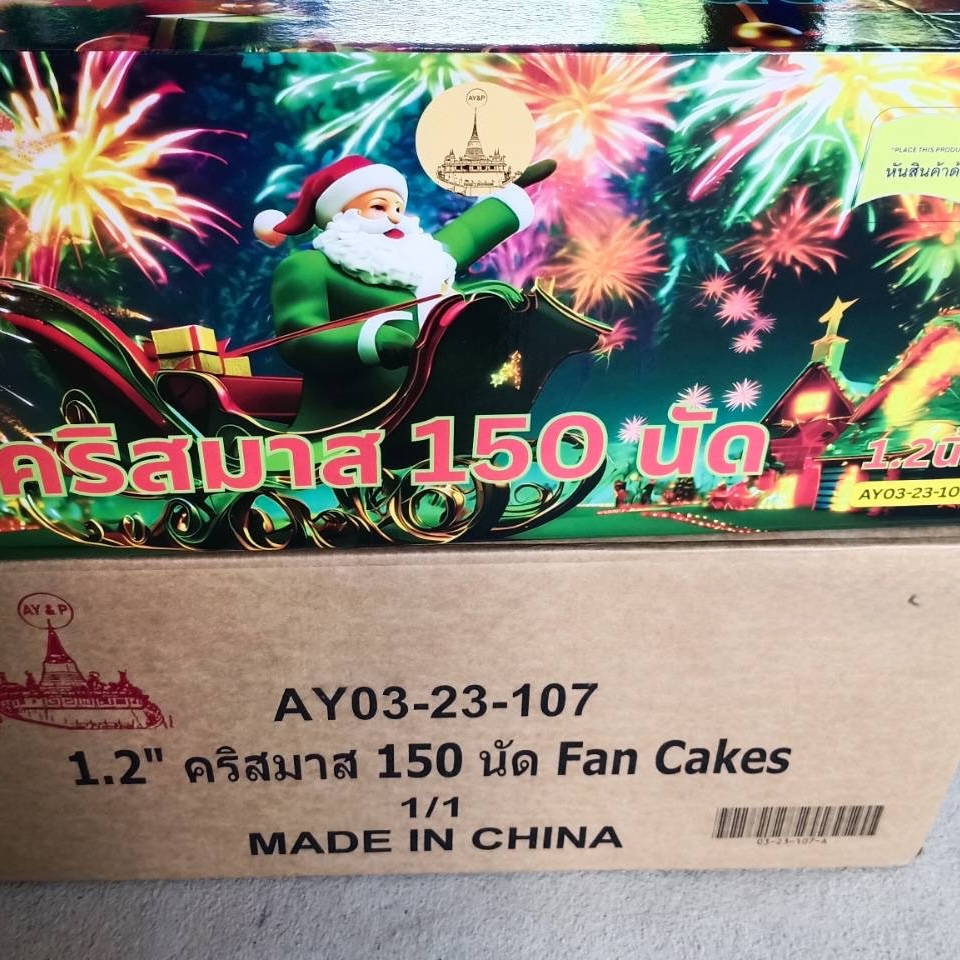 AY&P
"PLACE THIS
หันสินค้าด้
คริสมาส 150 นัด
1.2นิ้
AY03-23-10
AY & P
AY03-23-107
1.2" คริสมาส 150 นัด Fan Cakes
1/1
MADE IN CHINA
03-23-107-A